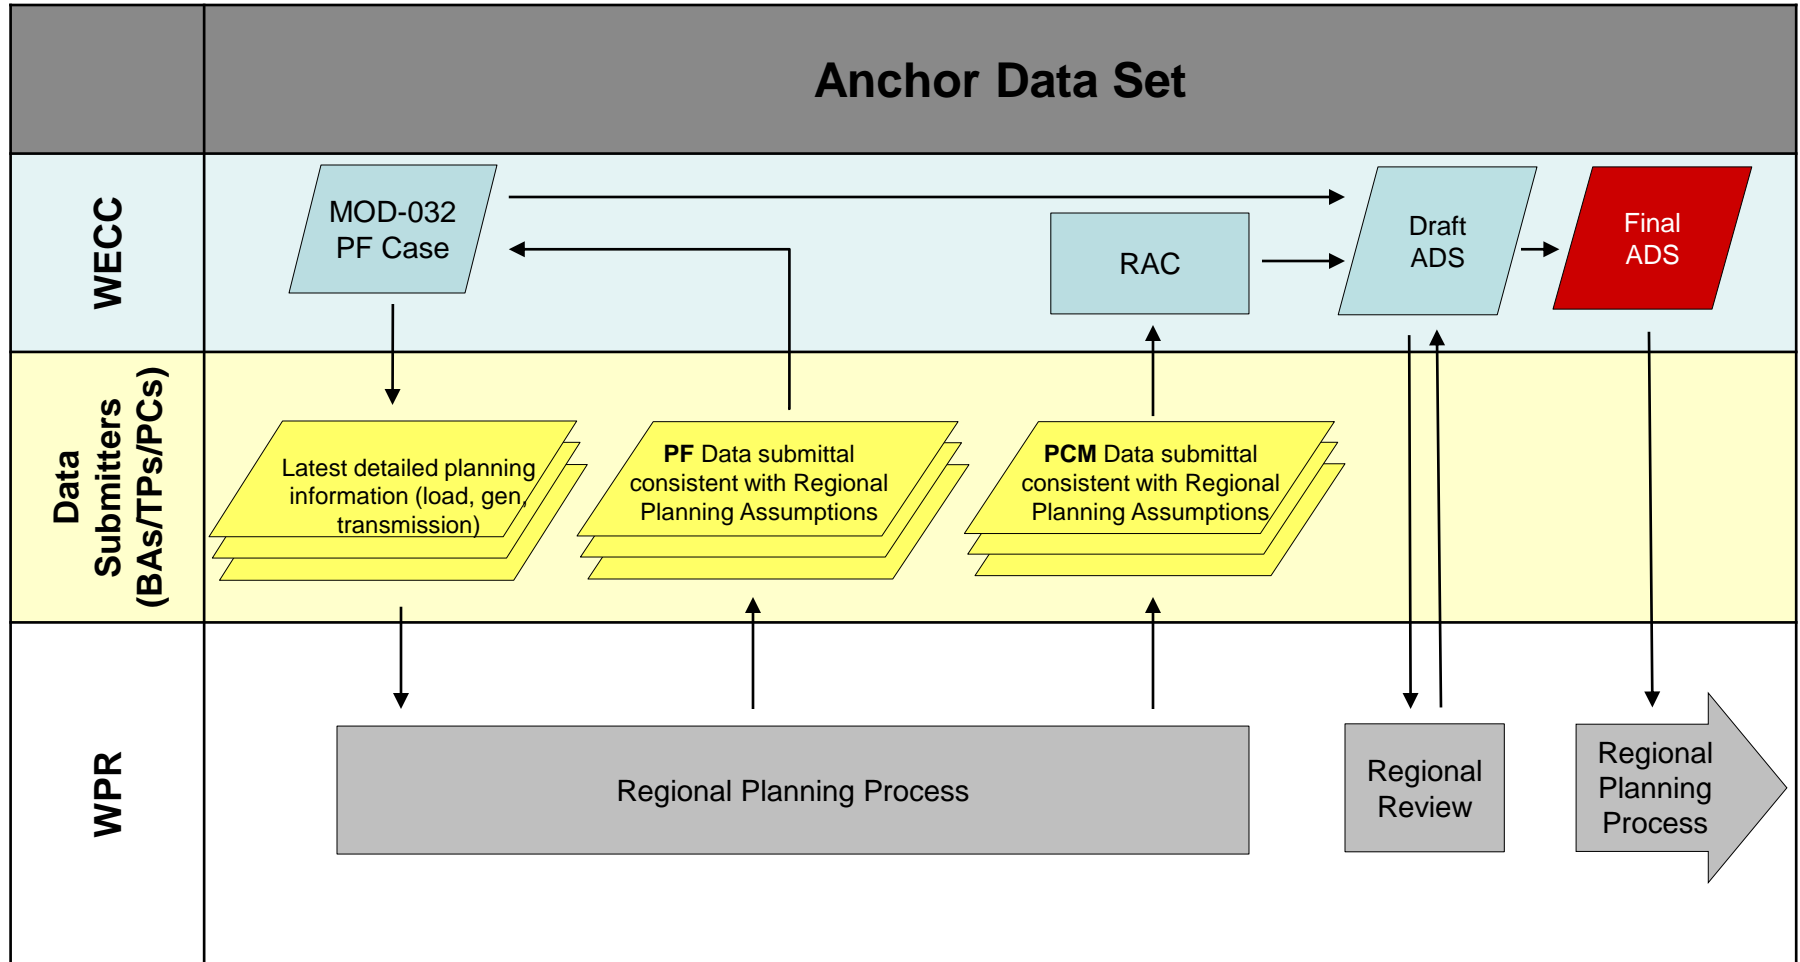 Anchor Data Set
WECC
MOD-032
PF Case
RAC
Draft
ADS
Final
ADS
Data
Submitters
(BAs/TPs/PCs)
Latest detailed planning
information (load, gen,
transmission)
PF Data submittal
consistent with Regional
Planning Assumptions
PCM Data submittal
consistent with Regional
Planning Assumptions
WPR
Regional Planning Process
Regional
Review
Regional
Planning
Process